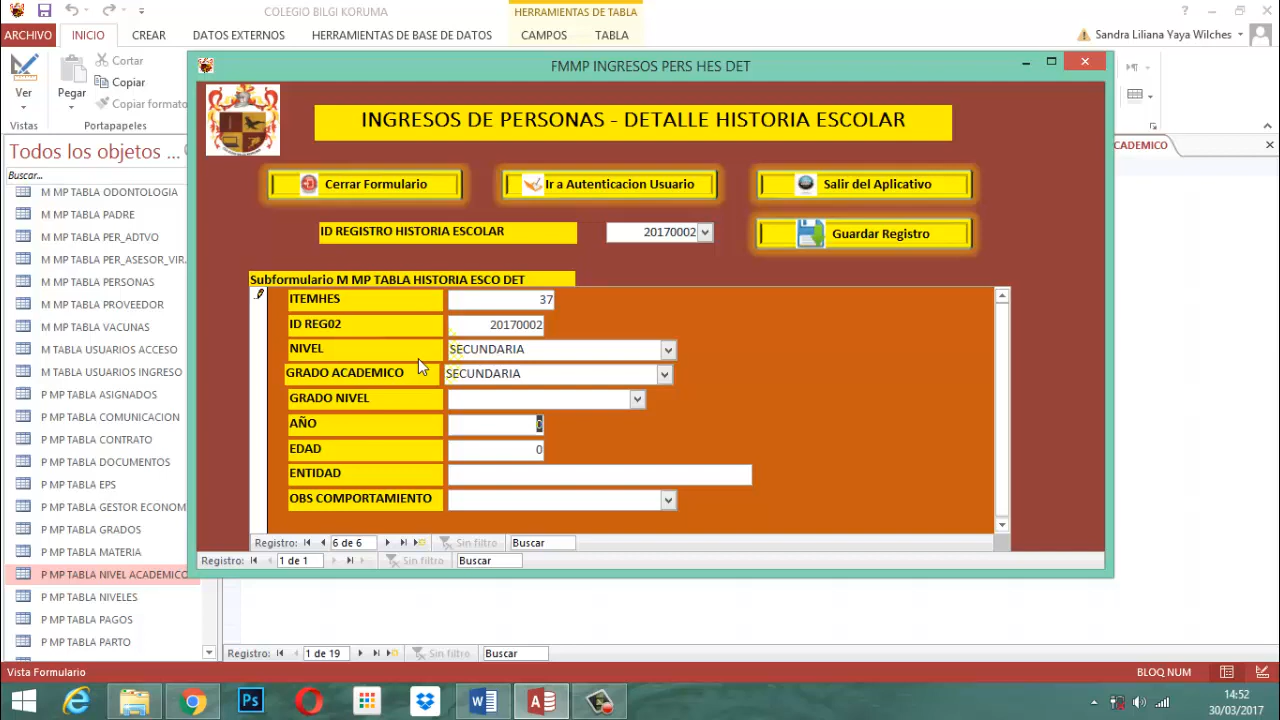 COLEGIO BILGI KORUMA
HERRAMIENTAS DE TABLA
ARCHIVO INICIO CREAR DATOS EXTERNOS HERRAMIENTAS DE BASE DE DATOS CAMPOS TABLA Sandra Liliana Yaya Wilches
Cortar
Copiar
Copiar formato
Ver
Pegar
Vistas Portapapeles
Todos los objetos ...
Buscar...
M MP TABLA ODONTOLOGIA
M MP TABLA PADRE
M MP TABLA PER_ADTVO
M MP TABLA PER_ASESOR_VIR...
M MP TABLA PERSONAS
M MP TABLA PROVEEDOR
M MP TABLA VACUNAS
M TABLA USUARIOS ACCESO
M TABLA USUARIOS INGRESO
P MP TABLA ASIGNADOS
P MP TABLA COMUNICACION
P MP TABLA CONTRATO
P MP TABLA DOCUMENTOS
P MP TABLA EPS
P MP TABLA GESTOR ECONOM
P MP TABLA GRADOS
P MP TABLA MATERIA
P MP TABLA NIVEL ACADEMICO
P MP TABLA NIVELES
P MP TABLA PAGOS
P MP TABLA PARTO
CADEMICO
FMMP INGRESOS PERS HES DET
INGRESOS DE PERSONAS - DETALLE HISTORIA ESCOLAR
Cerrar Formulario Ir a Autenticacion Usuario Salir del Aplicativo
ID REGISTRO HISTORIA ESCOLAR 20170002 Guardar Registro
Subformulario M MP TABLA HISTORIA ESCO DET
ITEMHES 37
ID REG02 20170002
NIVEL SECUNDARIA
GRADO ACADEMICO SECUNDARIA
GRADO NIVEL
AÑO 0
EDAD 0
ENTIDAD
OBS COMPORTAMIENTO
Registro: 6 de 6 Sin filtro Buscar
Registro: 1 de 1 Sin filtro Buscar
Registro: 1 de 19 Sin filtro Buscar
Vista Formulario BLOQ NUM
14:52
30/03/2017